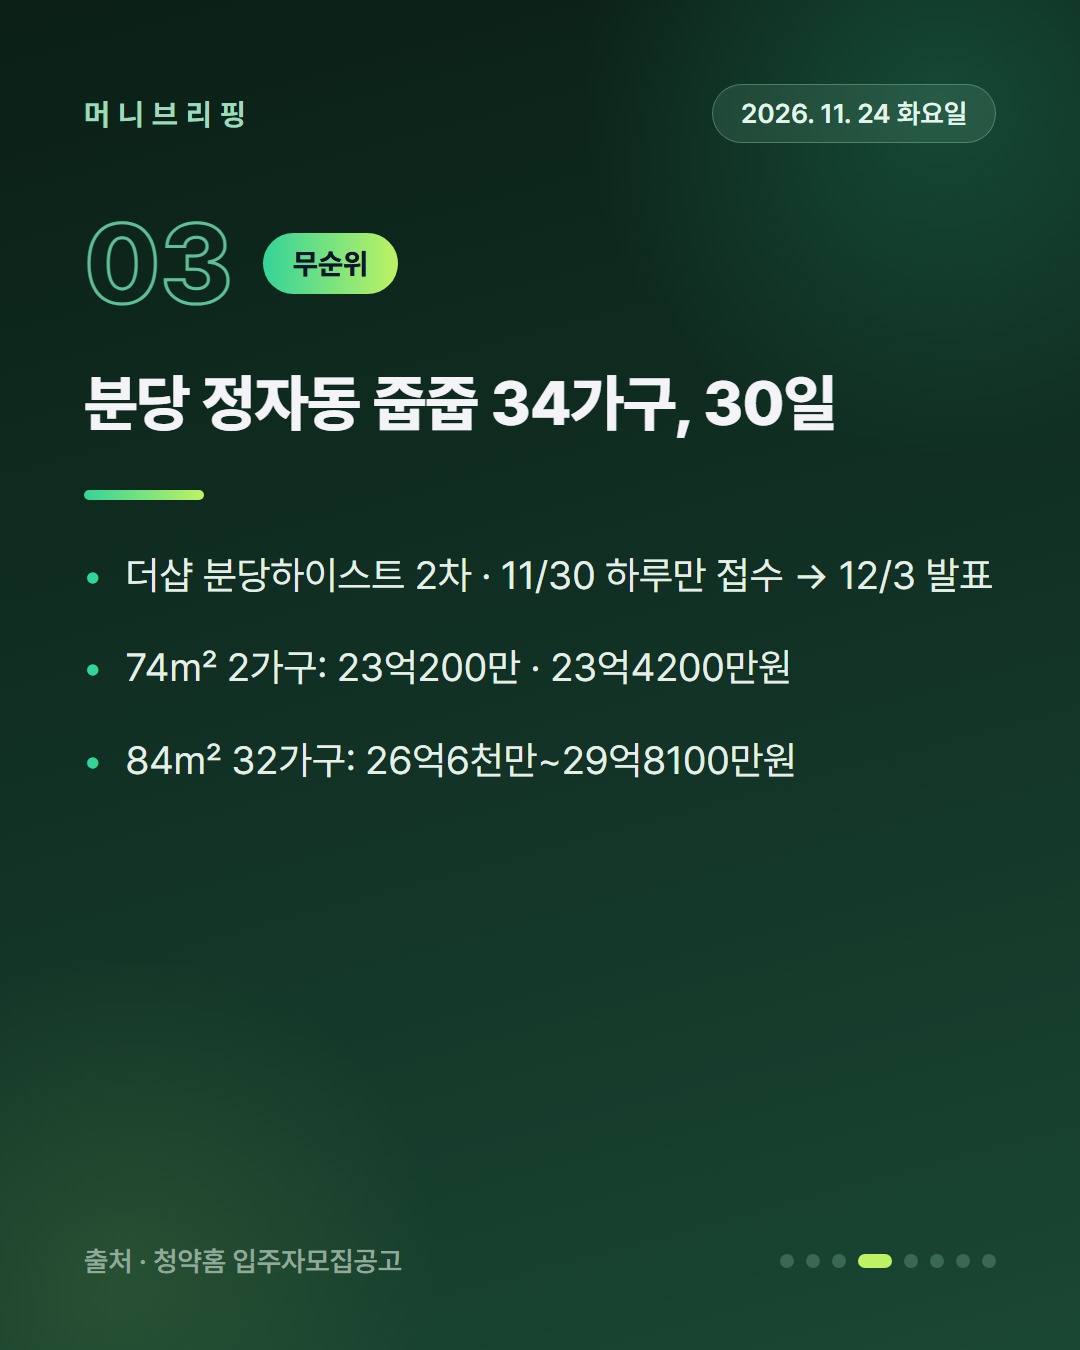 머니브리핑
2026. 11. 24 화요일
03
무순위
분당 정자동 줍줍 34가구, 30일
• 더샵 분당하이스트 2차 · 11/30 하루만 접수 → 12/3 발표
• 74m² 2가구: 23억200만 · 23억4200만원
• 84m² 32가구: 26억6천만~29억8100만원
출처 · 청약홈 입주자모집공고